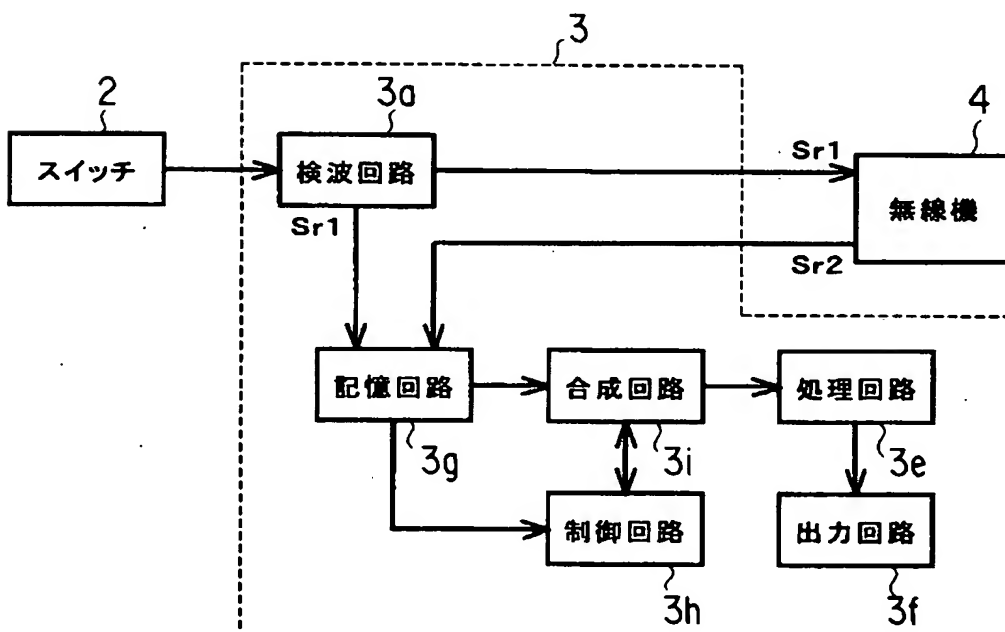 3
2
3a
4
スイッチ
検波回路
Sr1
無線機
Sr1
Sr2
記憶回路
合成回路
処理回路
3g
3i
3e
制御回路
出力回路
3h
3f